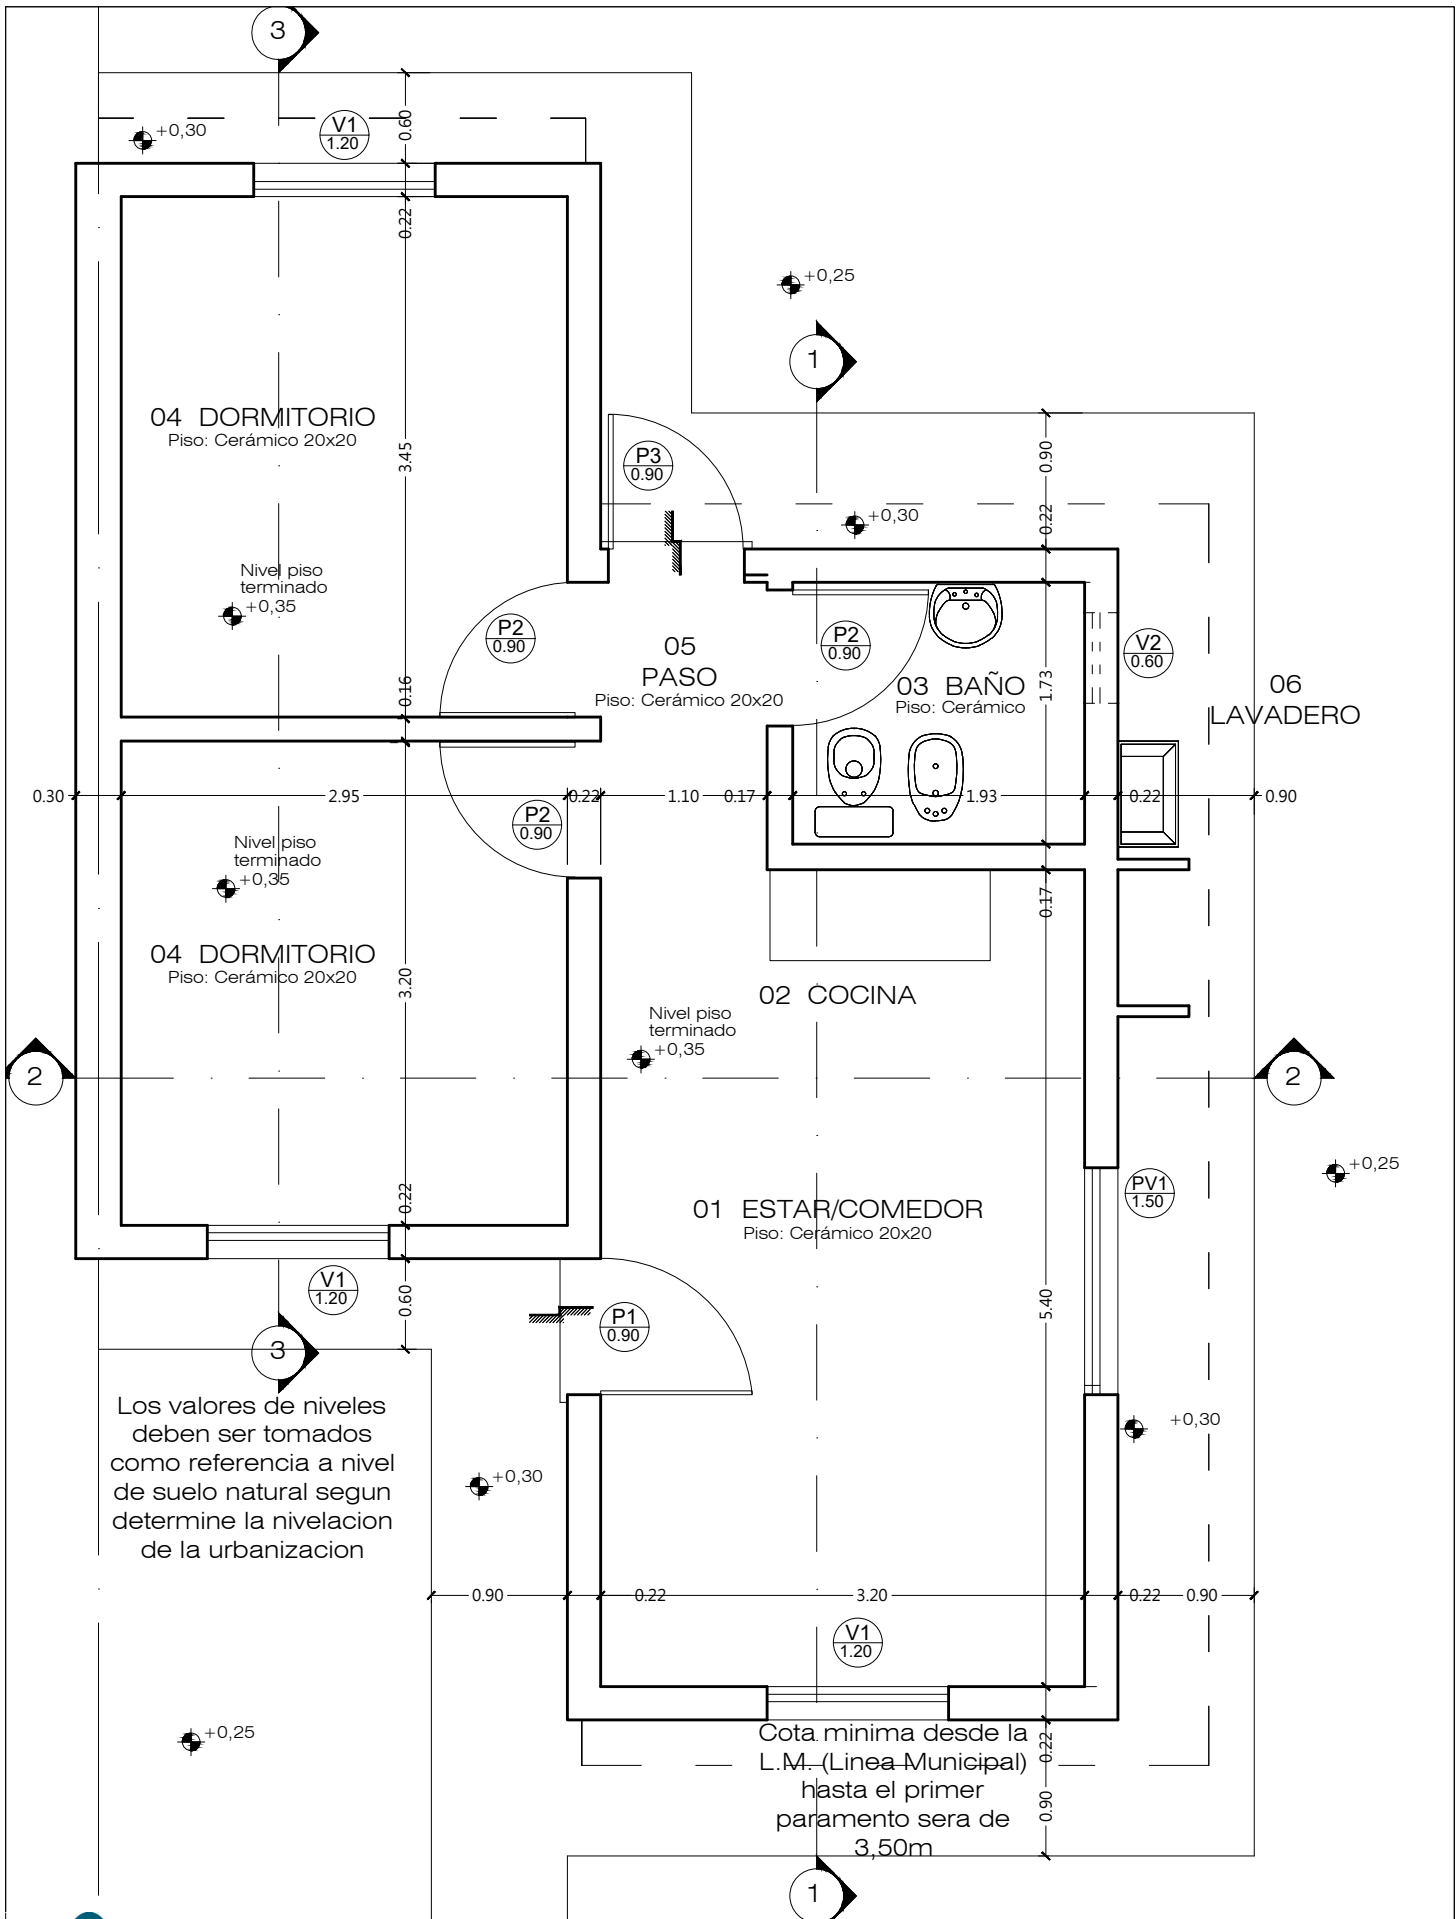 3
+0,30
V1
1.20
0.60
0.22
+0,25
1
04 DORMITORIO
Piso: Cerámico 20x20
3.45
P3
0.90
0.90
0.22
+0,30
Nivel piso
terminado
+0,35
P2
0.90
05
PASO
Piso: Cerámico 20x20
P2
0.90
03 BAÑO
Piso: Cerámico
1.73
V2
0.60
06
LAVADERO
0.16
0.30
2.95
0.22
1.10
0.17
1.93
0.22
0.90
P2
0.90
Nivel piso
terminado
+0,35
0.17
04 DORMITORIO
Piso: Cerámico 20x20
3.20
02 COCINA
Nivel piso
terminado
+0,35
2
2
+0,25
PV1
1.50
01 ESTAR/COMEDOR
Piso: Cerámico 20x20
0.22
V1
1.20
0.60
P1
0.90
5.40
3
Los valores de niveles
deben ser tomados
como referencia a nivel
de suelo natural segun
determine la nivelacion
de la urbanizacion
+0,30
+0,30
0.90
0.22
3.20
0.22
0.90
V1
1.20
+0,25
Cota minima desde la
L.M. (Linea Municipal)
hasta el primer
paramento sera de
3,50m
0.22
0.90
1